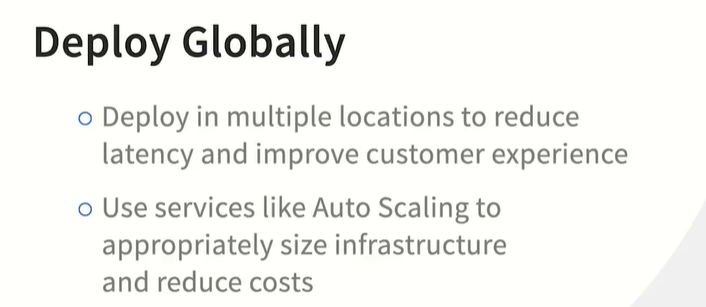 Deploy Globally
Deploy in multiple locations to reduce
latency and improve customer experience
Use services like Auto Scaling to
appropriately size infrastructure
and reduce costs